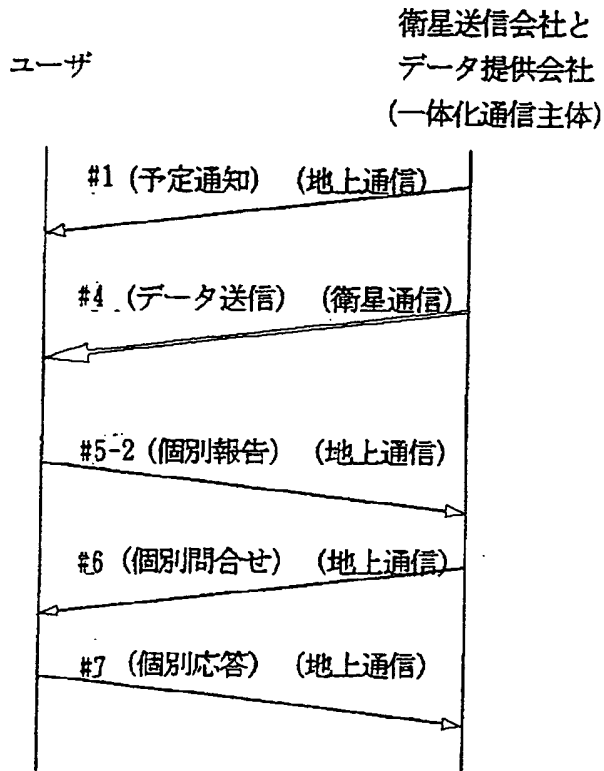 ユーザ
衛星送信会社と
データ提供会社
(一体化通信主体)
#1 (予定通知) (地上通信)
#4 (データ送信) (衛星通信)
#5-2 (個別報告) (地上通信)
#6 (個別問合せ) (地上通信)
#7 (個別応答) (地上通信)